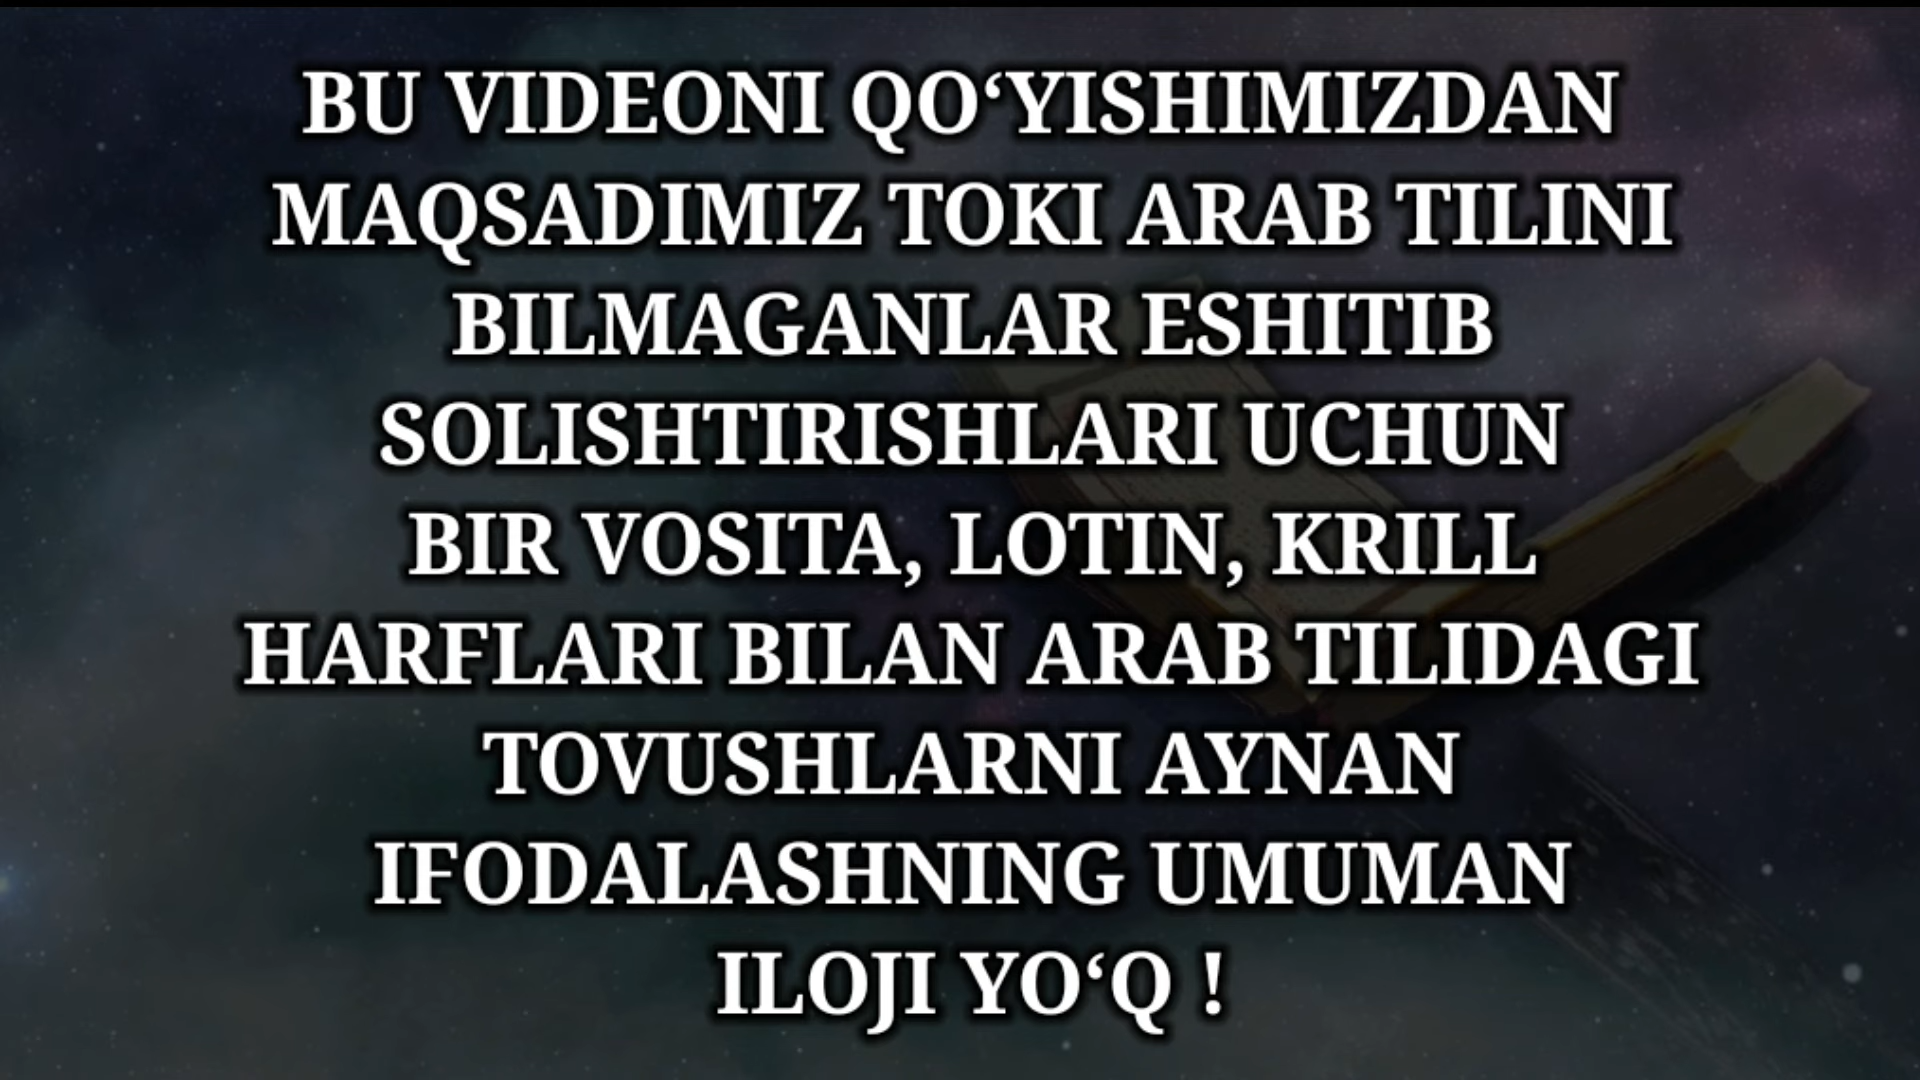 BU VIDEONI QO‘YISHIMIZDAN
MAQSADIMIZ TOKI ARAB TILINI
BILMAGANLAR ESHITIB
SOLISHTIRISHLARI UCHUN
BIR VOSITA, LOTIN, KRILL
HARFLARI BILAN ARAB TILIDAGI
TOVUSHLARNI AYNAN
IFODALASHNING UMUMAN
ILOJI YO‘Q !